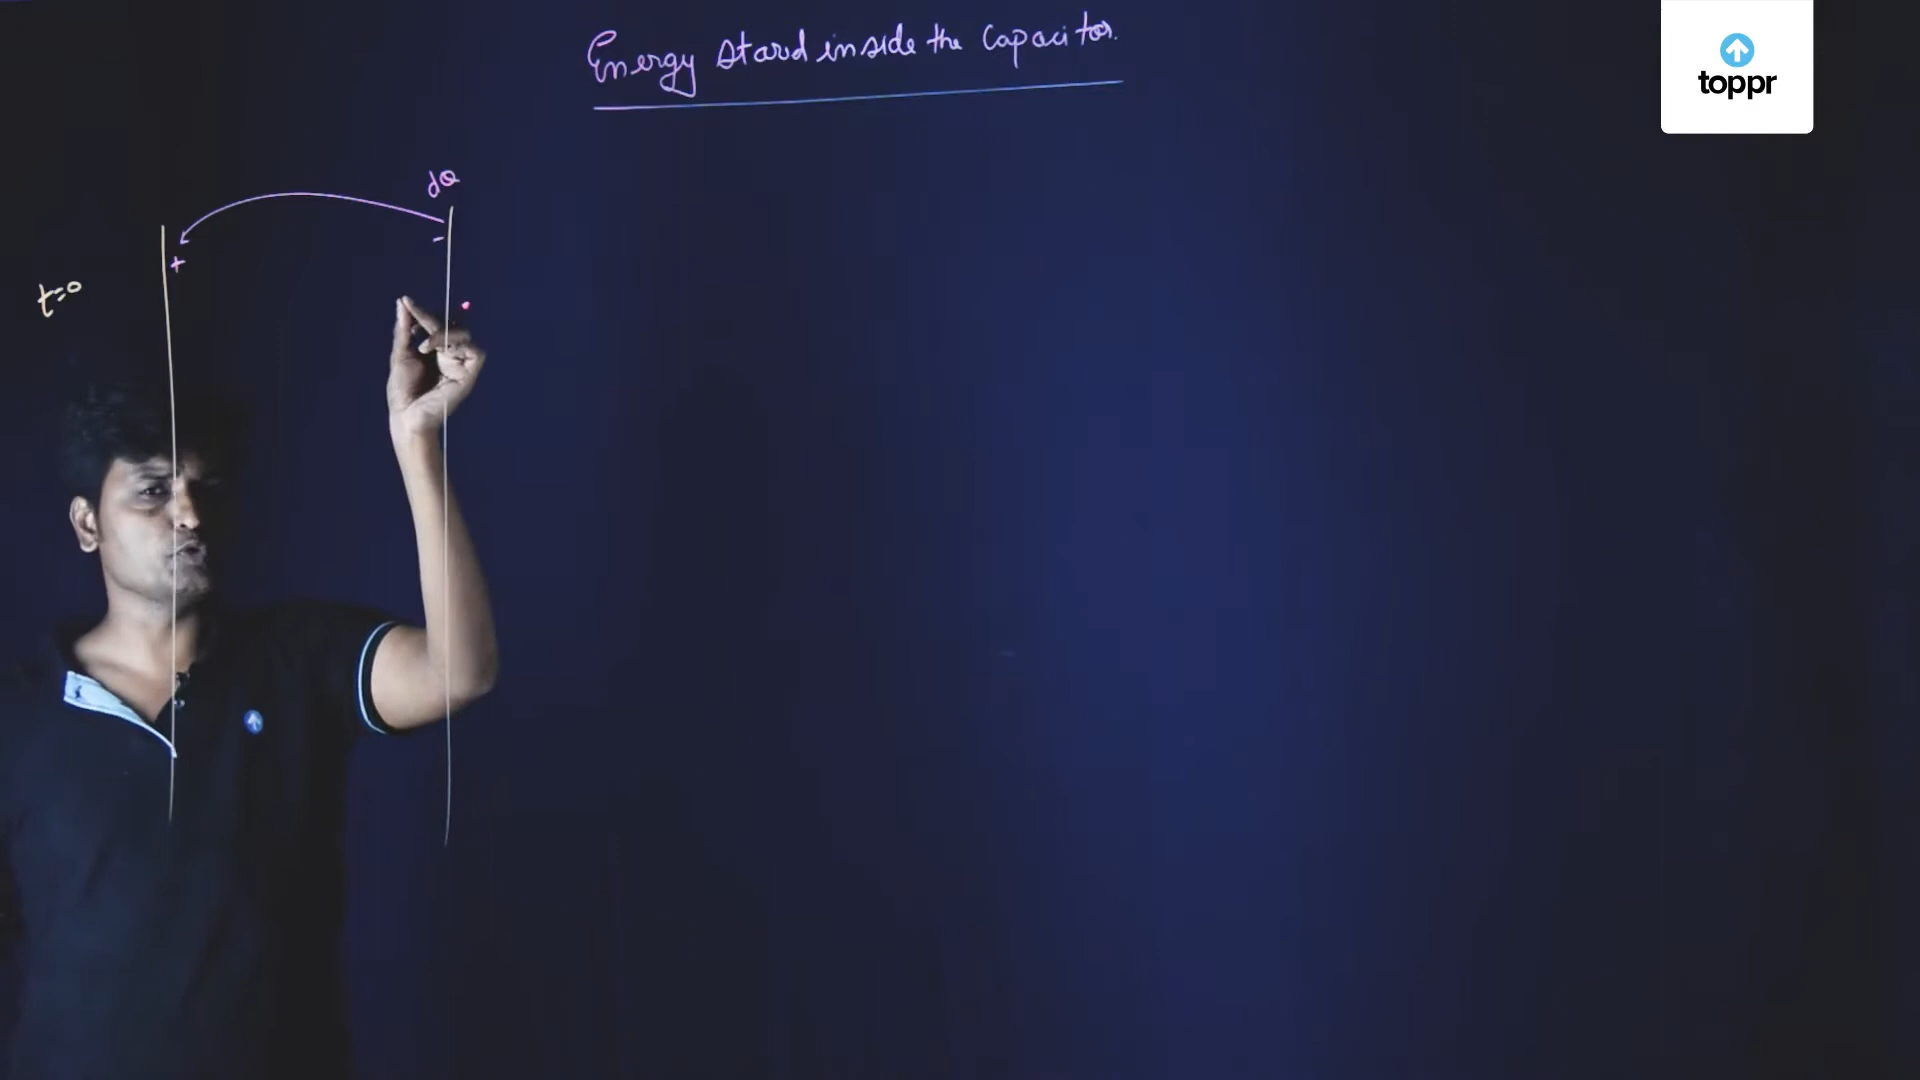 Energy stored inside the Capacitor.
toppr
dQ
-
+
t=0